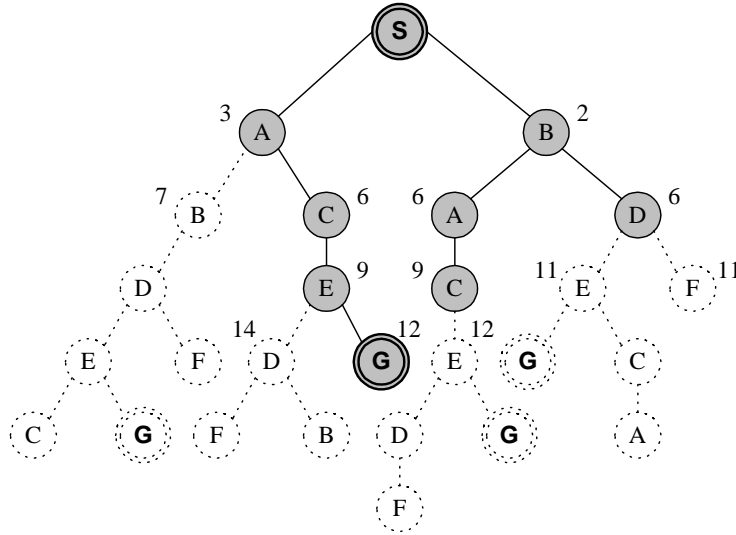 S
3 A B 2
7 B C 6 6 A D 6
D E 9 9 C 11 E F 11
E F 14 D G 12 E 12 G C
C G F B D G A
F